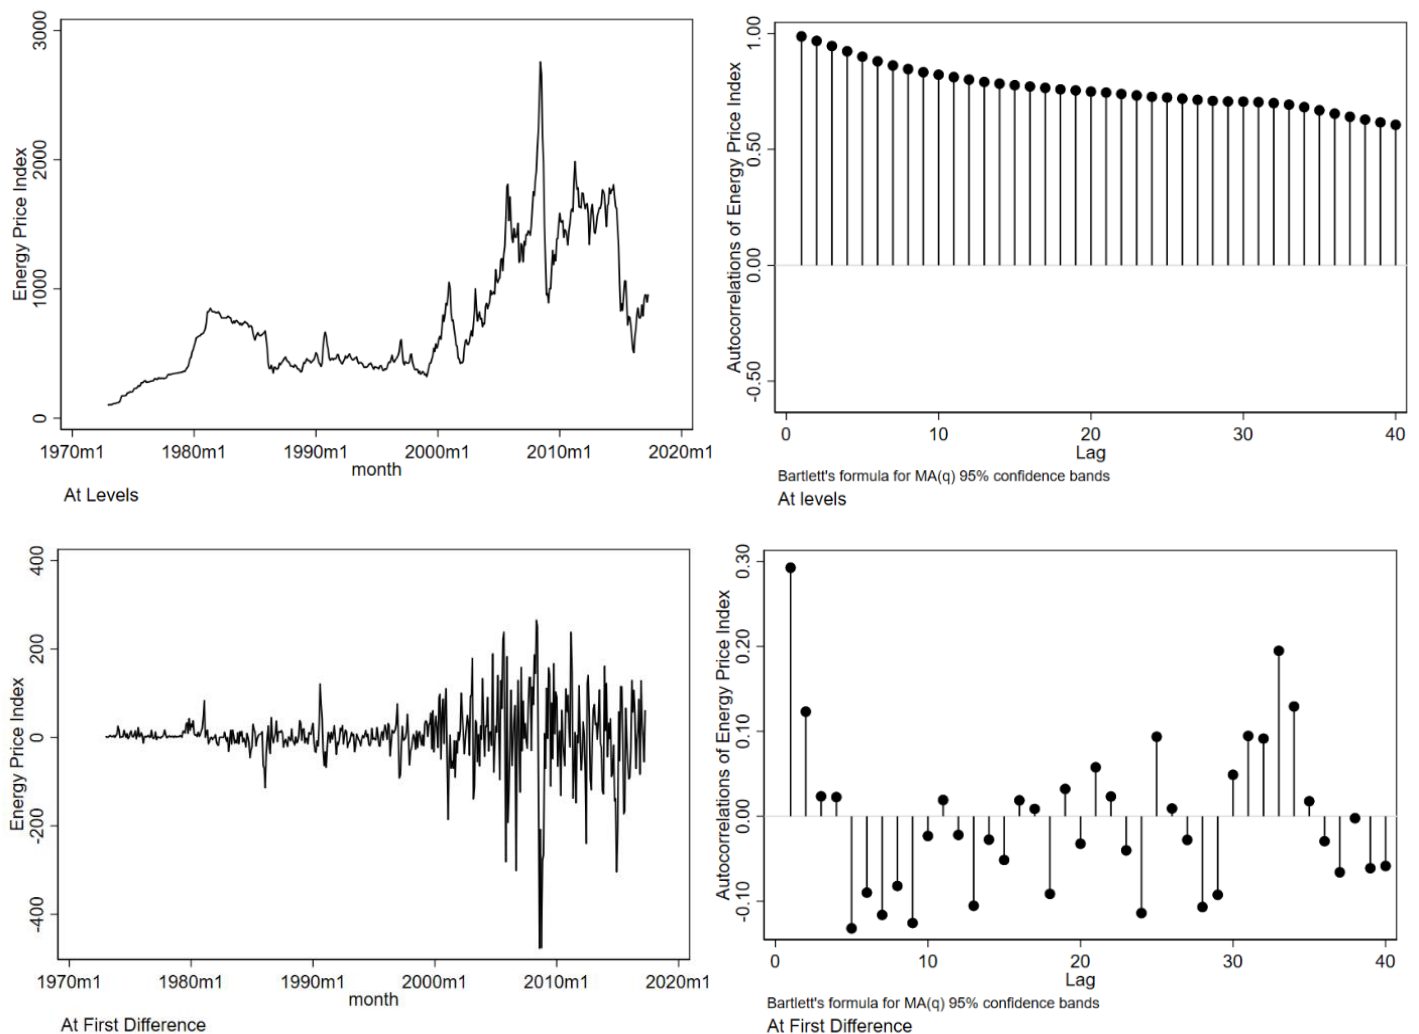 Energy Price Index
3000
2000
1000
0
1970m1 1980m1 1990m1 2000m1 2010m1 2020m1
month
At Levels
Autocorrelations of Energy Price Index
1.00
0.50
0.00
-0.50
0 10 20 30 40
Lag
Bartlett's formula for MA(q) 95% confidence bands
At levels
Energy Price Index
400
200
0
-200
-400
1970m1 1980m1 1990m1 2000m1 2010m1 2020m1
month
At First Difference
Autocorrelations of Energy Price Index
0.30
0.20
0.10
0.00
-0.10
0 10 20 30 40
Lag
Bartlett's formula for MA(q) 95% confidence bands
At First Difference